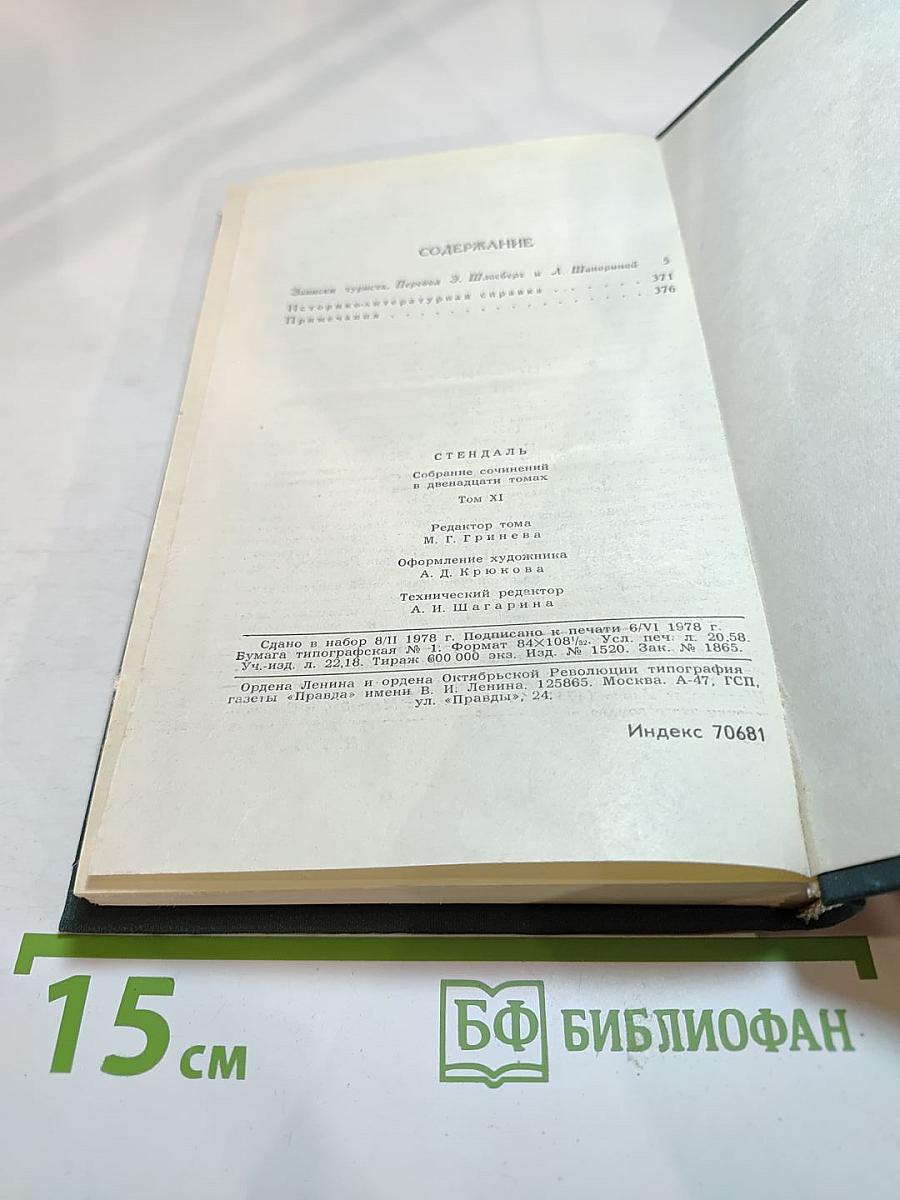 СОДЕРЖАНИЕ
Записки туриста. Перевод Э. Шлосберг и Л. Шапориной 5
Историко-литературная справка . . . . . . 371
Примечания . . . . . . . . . . . . . . . . 376
СТЕНДАЛЬ
Собрание сочинений
в двенадцати томах
Том XI
Редактор тома
М. Г. Гринева
Оформление художника
А. Д. Крюкова
Технический редактор
А. И. Шагарина
Сдано в набор 8/II 1978 г. Подписано к печати 6/VI 1978 г.
Бумага типографская № 1. Формат 84×108¹/₃₂. Усл. печ. л. 20,58.
Уч.-изд. л. 22,18. Тираж 600 000 экз. Изд. № 1520. Зак. № 1865.
Ордена Ленина и ордена Октябрьской Революции типография
газеты «Правда» имени В. И. Ленина. 125865. Москва. А-47, ГСП,
ул. «Правды», 24.
Индекс 70681
15 см
БФ БИБЛИОФАН